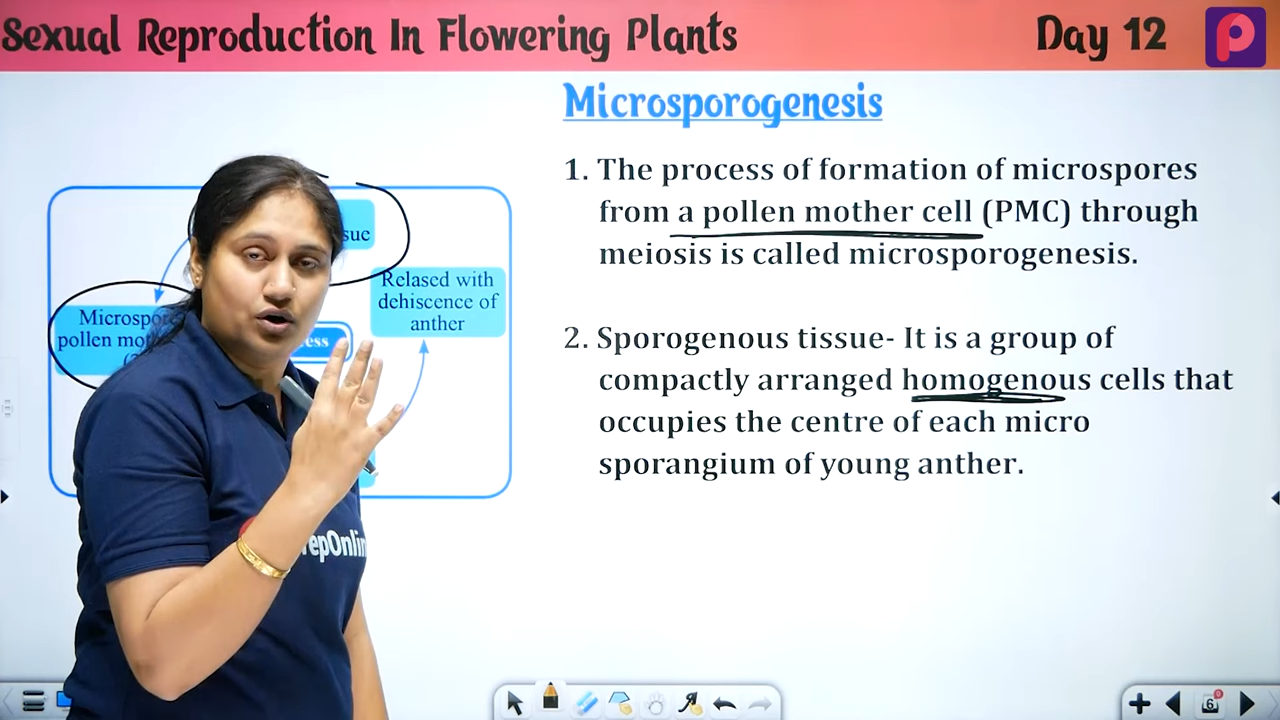 Sexual Reproduction In Flowering Plants
Day 12
Microsporogenesis
1. The process of formation of microspores
from a pollen mother cell (PMC) through
meiosis is called microsporogenesis.
2. Sporogenous tissue- It is a group of
compactly arranged homogenous cells that
occupies the centre of each micro
sporangium of young anther.
Relased with
dehiscence of
anther
pollen